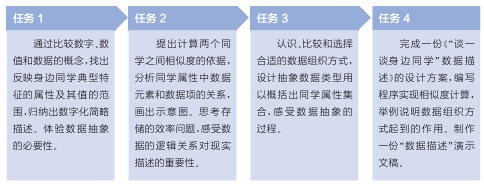 任务 1
通过比较数字、数
值和数据的概念，找出
反映身边同学典型特
征的属性及其值的范
围，归纳出数字化简略
描述。体验数据抽象
的必要性。
任务 2
提出计算两个同
学之间相似度的依据，
分析同学属性中数据
元素和数据项的关系，
画出示意图。思考存
储的效率问题，感受数
据的逻辑关系对现实
描述的重要性。
任务 3
认识、比较和选择
合适的数据组织方式，
设计抽象数据类型用
以概括出同学属性集
合，感受数据抽象的
过程。
任务 4
完成一份《“谈一
谈身边同学”数据描
述》的设计方案，编写
程序实现相似度计算，
举例说明数据组织方
式起到的作用。制作
一份“数据描述”演示
文稿。